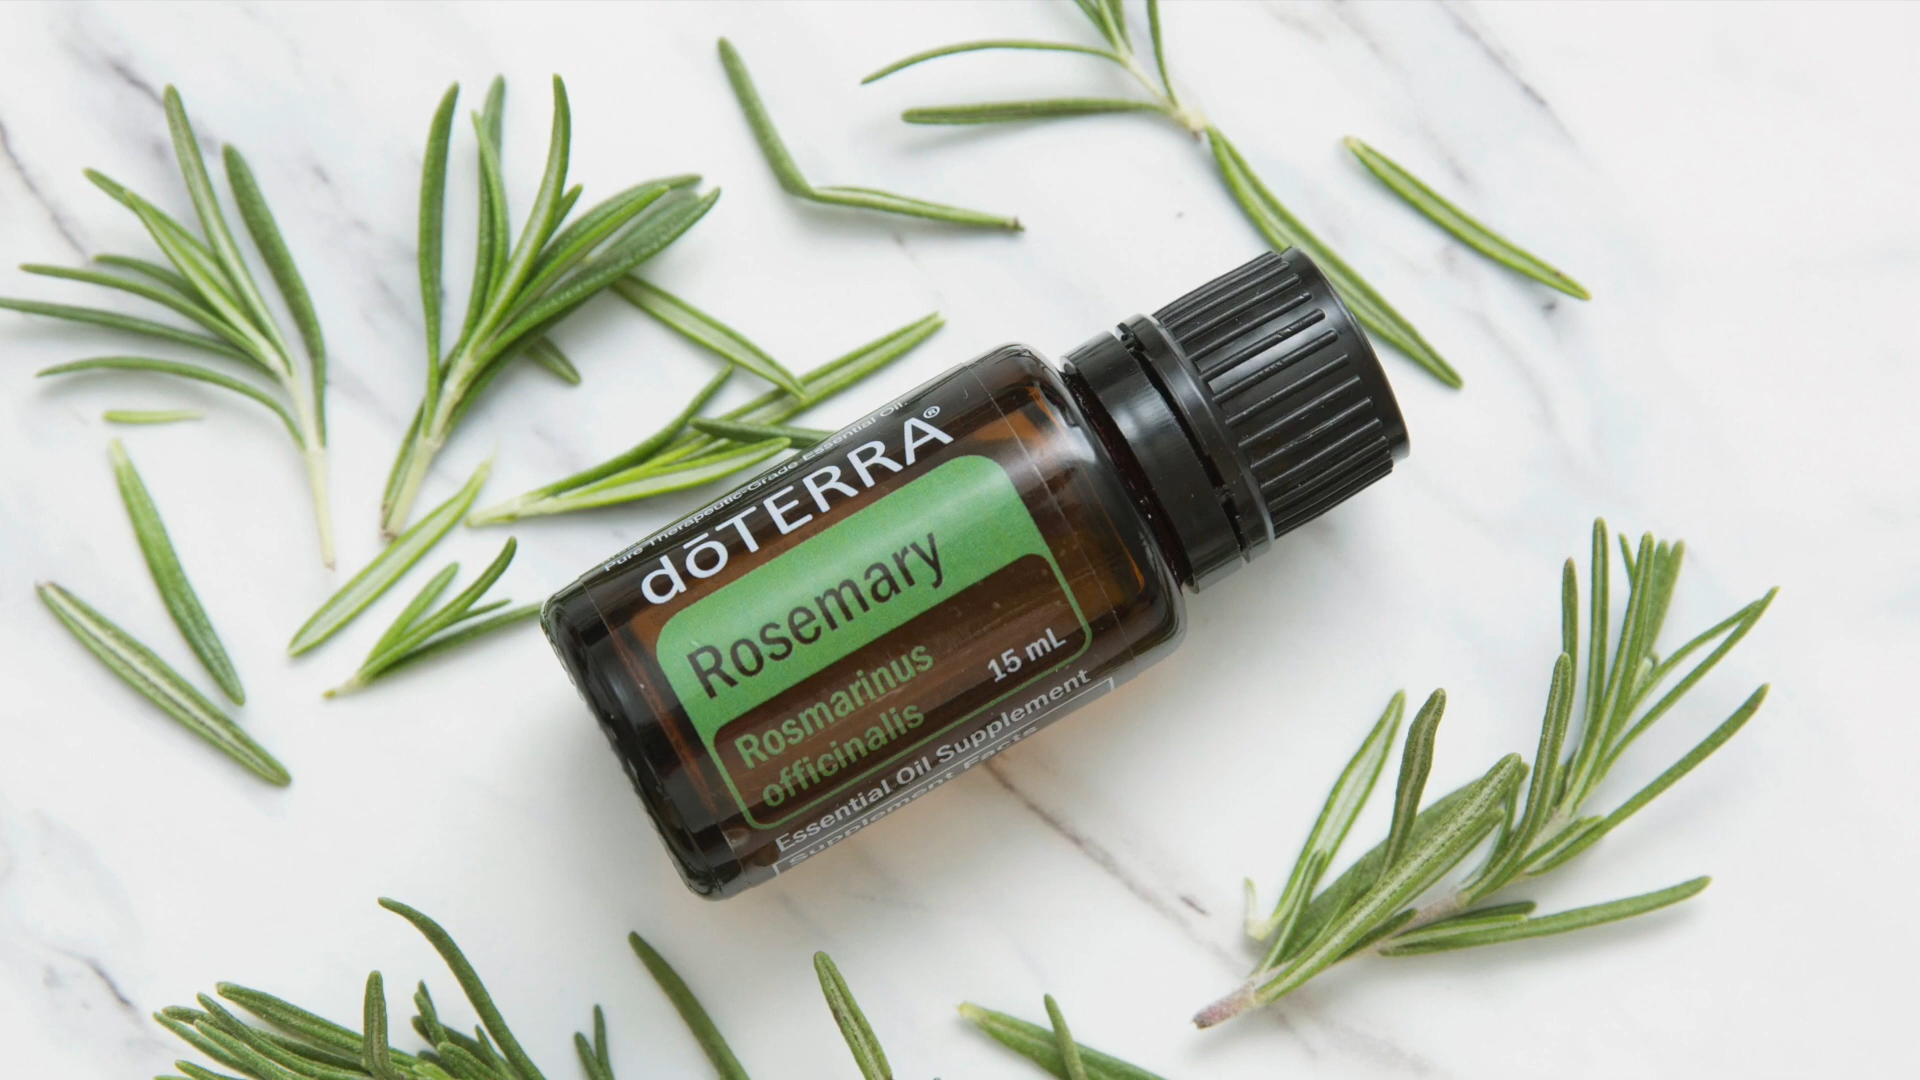 Pure Therapeutic-Grade Essential Oil.
dōTERRA®
Rosemary
Rosmarinus
officinalis
15 mL
Essential Oil Supplement
Supplement Facts